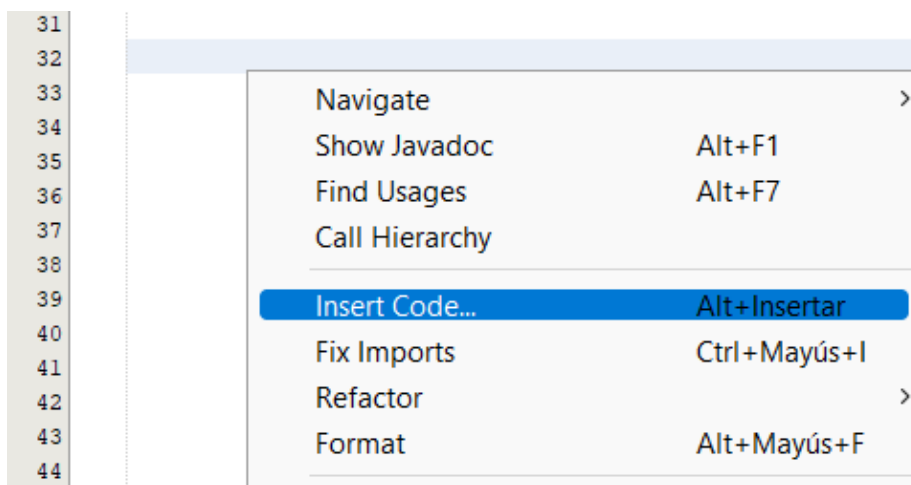 31
32
33
Navigate >
34
Show Javadoc Alt+F1
35
36
Find Usages Alt+F7
37
Call Hierarchy
38
39
Insert Code... Alt+Insertar
40
Fix Imports Ctrl+Mayús+I
41
42
Refactor >
43
Format Alt+Mayús+F
44